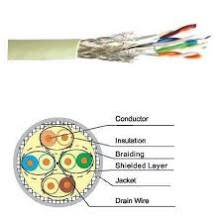 Conductor
Insulation
Braiding
Shielded Layer
Jacket
Drain Wire